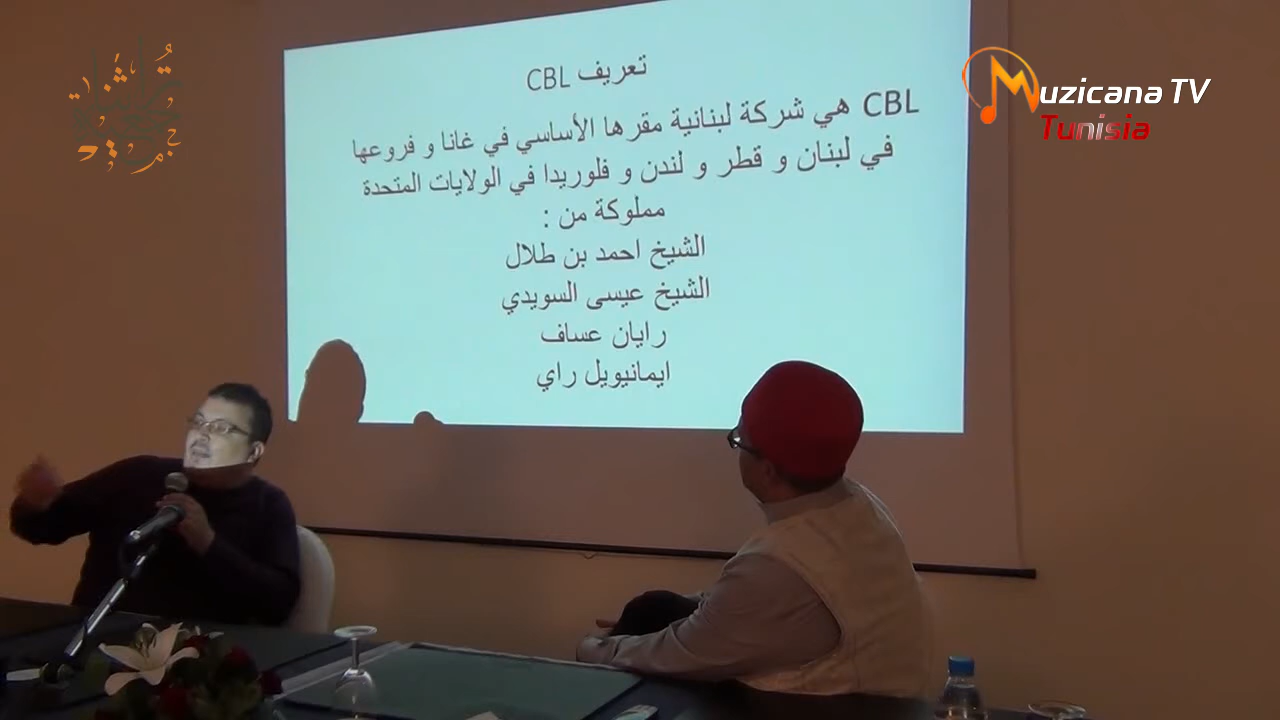 تعريف CBL
CBL هي شركة لبنانية مقرها الأساسي في غانا و فروعها
في لبنان و قطر و لندن و فلوريدا في الولايات المتحدة
مملوكة من :
الشيخ احمد بن طلال
الشيخ عيسى السويدي
رايان عساف
ايمانيويل راي
Muzicana TV
Tunisia